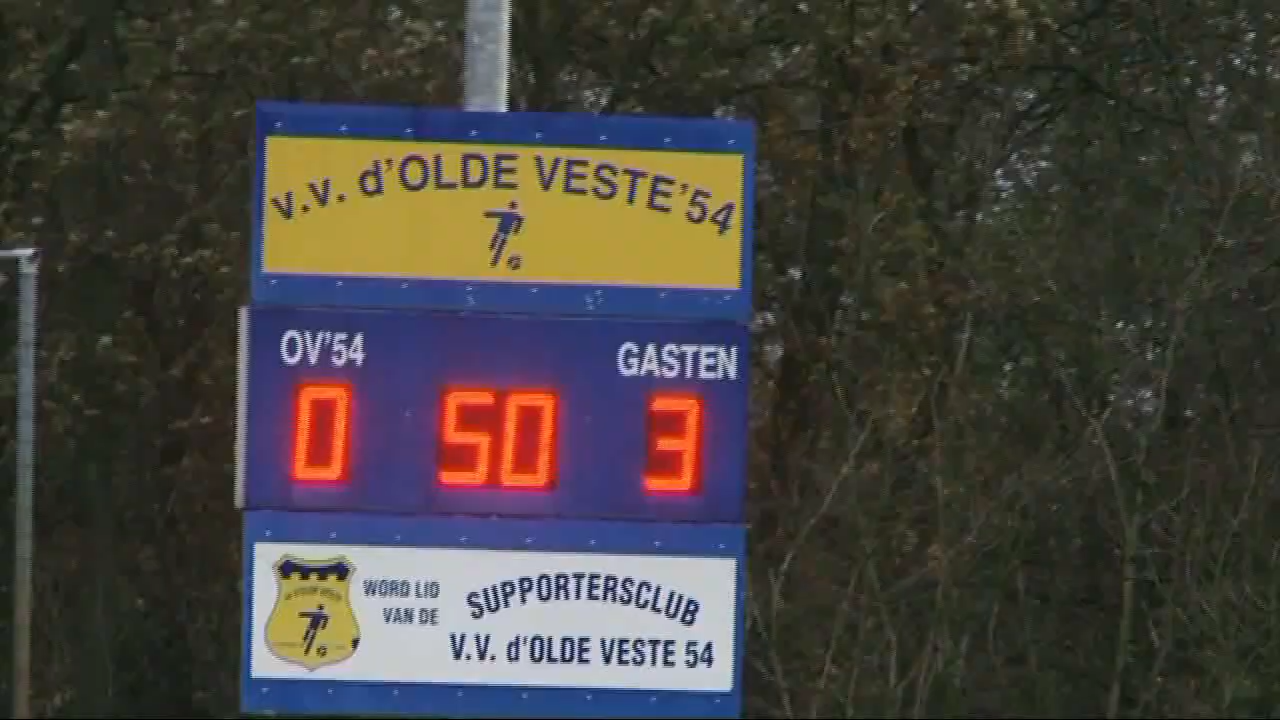 v.v. d'OLDE VESTE'54
OV'54 GASTEN
0 50 3
WORD LID
VAN DE
SUPPORTERSCLUB
V.V. d'OLDE VESTE 54